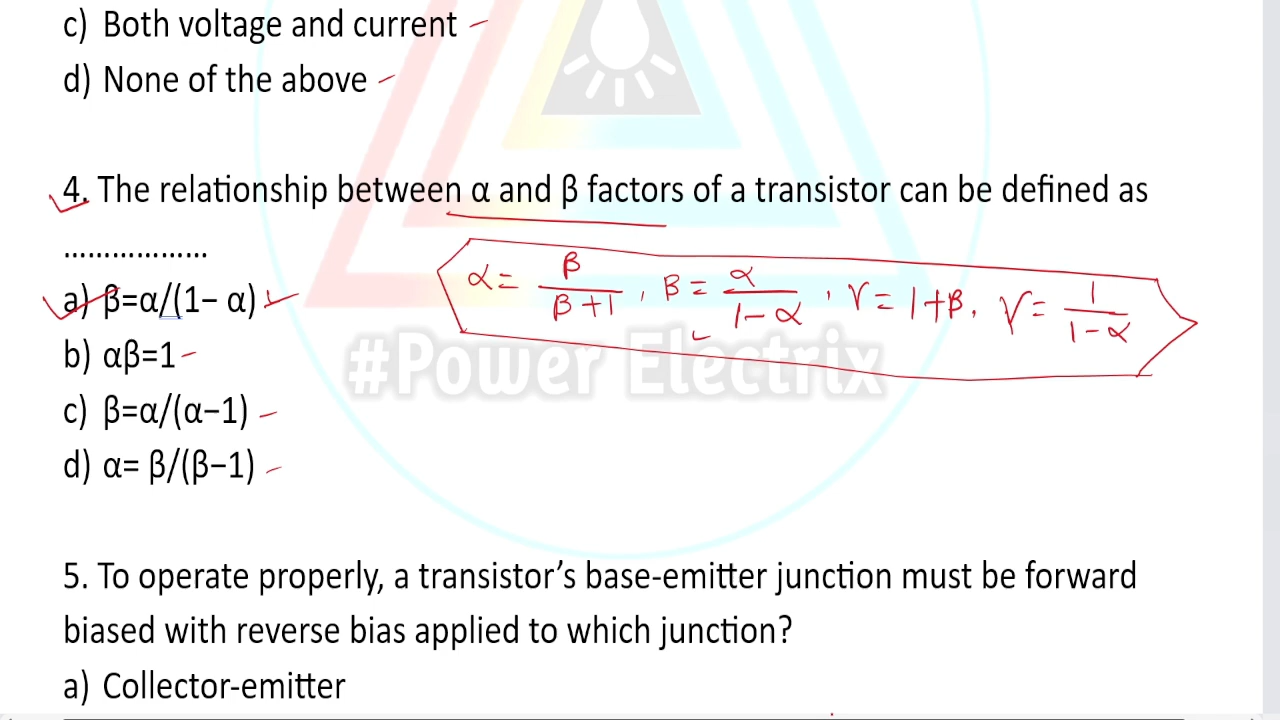 c) Both voltage and current
d) None of the above
4. The relationship between α and β factors of a transistor can be defined as
………………
a) β=α/(1− α)
α = β/(β+1), β = α/(1-α), γ = 1+β, γ = 1/(1-α)
b) αβ=1
#Power Electrix
c) β=α/(α−1)
d) α= β/(β−1)
5. To operate properly, a transistor’s base-emitter junction must be forward
biased with reverse bias applied to which junction?
a) Collector-emitter